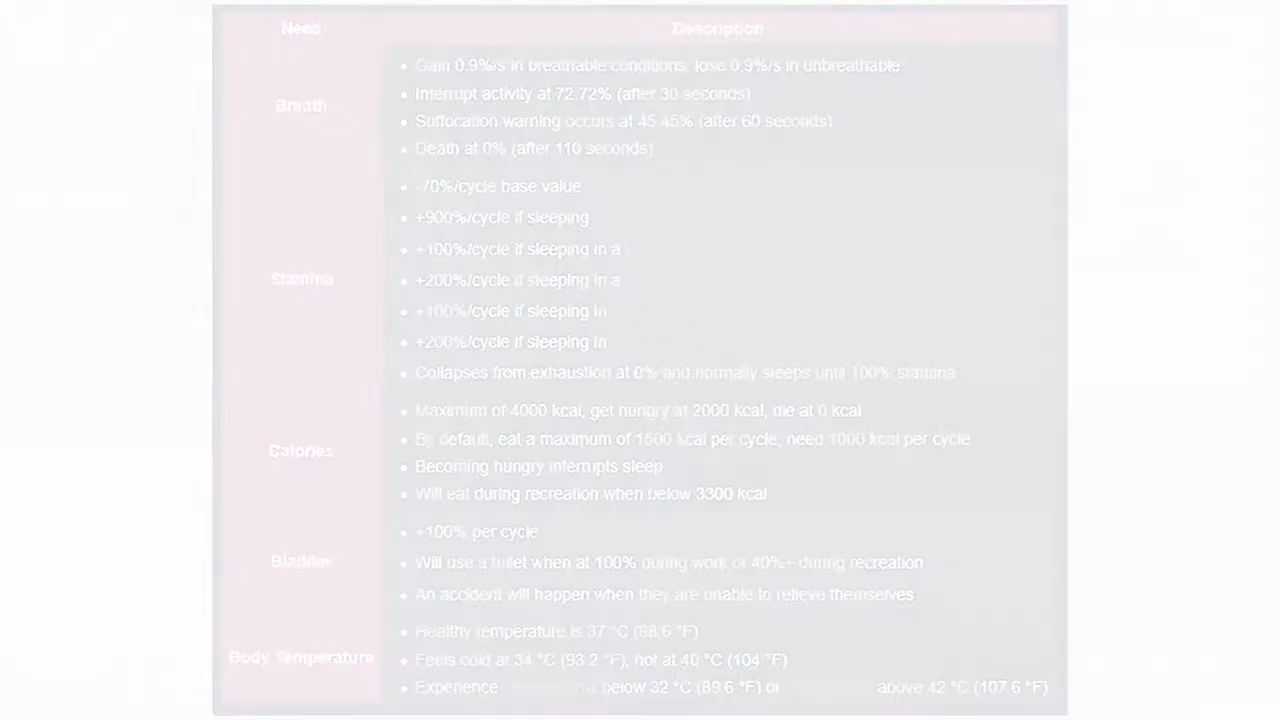 Need
Description
Breath
Gain 0.9%/s in breathable conditions, lose 0.9%/s in unbreathable
Interrupt activity at 72.72% (after 30 seconds)
Suffocation warning occurs at 45.45% (after 60 seconds)
Death at 0% (after 110 seconds)
Stamina
-70%/cycle base value
+900%/cycle if sleeping
+100%/cycle if sleeping in a
+200%/cycle if sleeping in a
+100%/cycle if sleeping in
+200%/cycle if sleeping in
Collapses from exhaustion at 0% and normally sleeps until 100% stamina
Calories
Maximum of 4000 kcal, get hungry at 2000 kcal, die at 0 kcal
By default, eat a maximum of 1500 kcal per cycle, need 1000 kcal per cycle
Becoming hungry interrupts sleep
Will eat during recreation when below 3300 kcal
Bladder
+100% per cycle
Will use a toilet when at 100% during work or 40%+ during recreation
An accident will happen when they are unable to relieve themselves
Body Temperature
Healthy temperature is 37 °C (98.6 °F)
Feels cold at 34 °C (93.2 °F), hot at 40 °C (104 °F)
Experience below 32 °C (89.6 °F) or above 42 °C (107.6 °F)